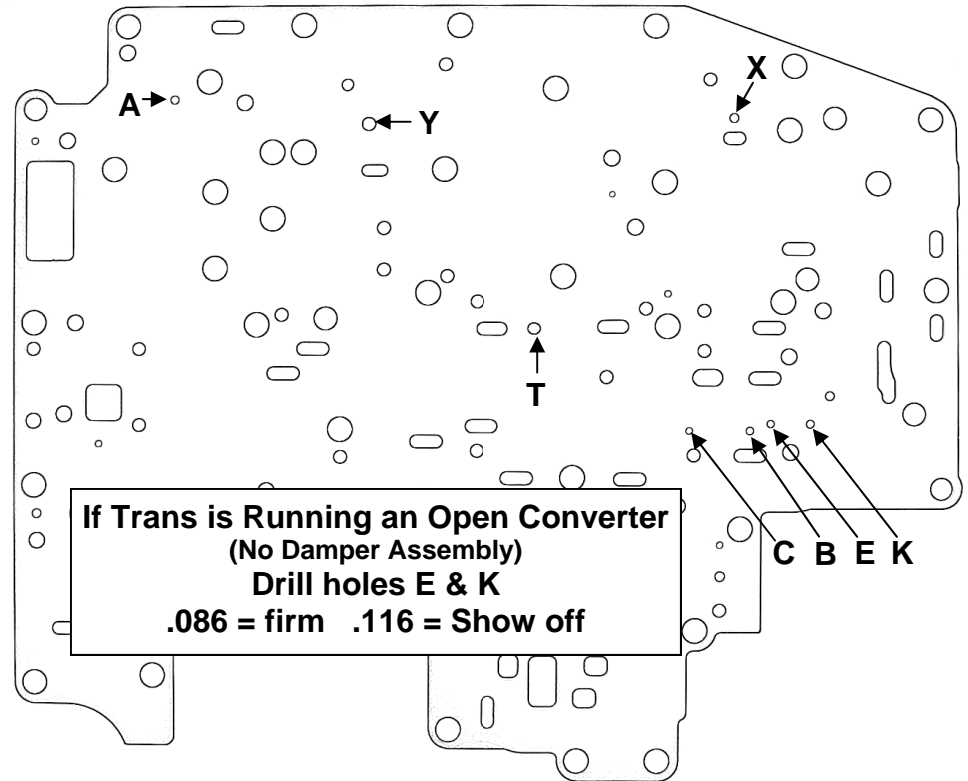 X
A
Y
T
C B E K
If Trans is Running an Open Converter
(No Damper Assembly)
Drill holes E & K
.086 = firm .116 = Show off